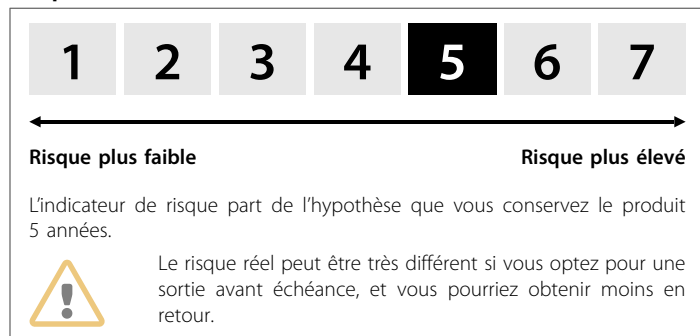 1 2 3 4 5 6 7
Risque plus faible Risque plus élevé
L'indicateur de risque part de l'hypothèse que vous conservez le produit
5 années.
Le risque réel peut être très différent si vous optez pour une
sortie avant échéance, et vous pourriez obtenir moins en
retour.